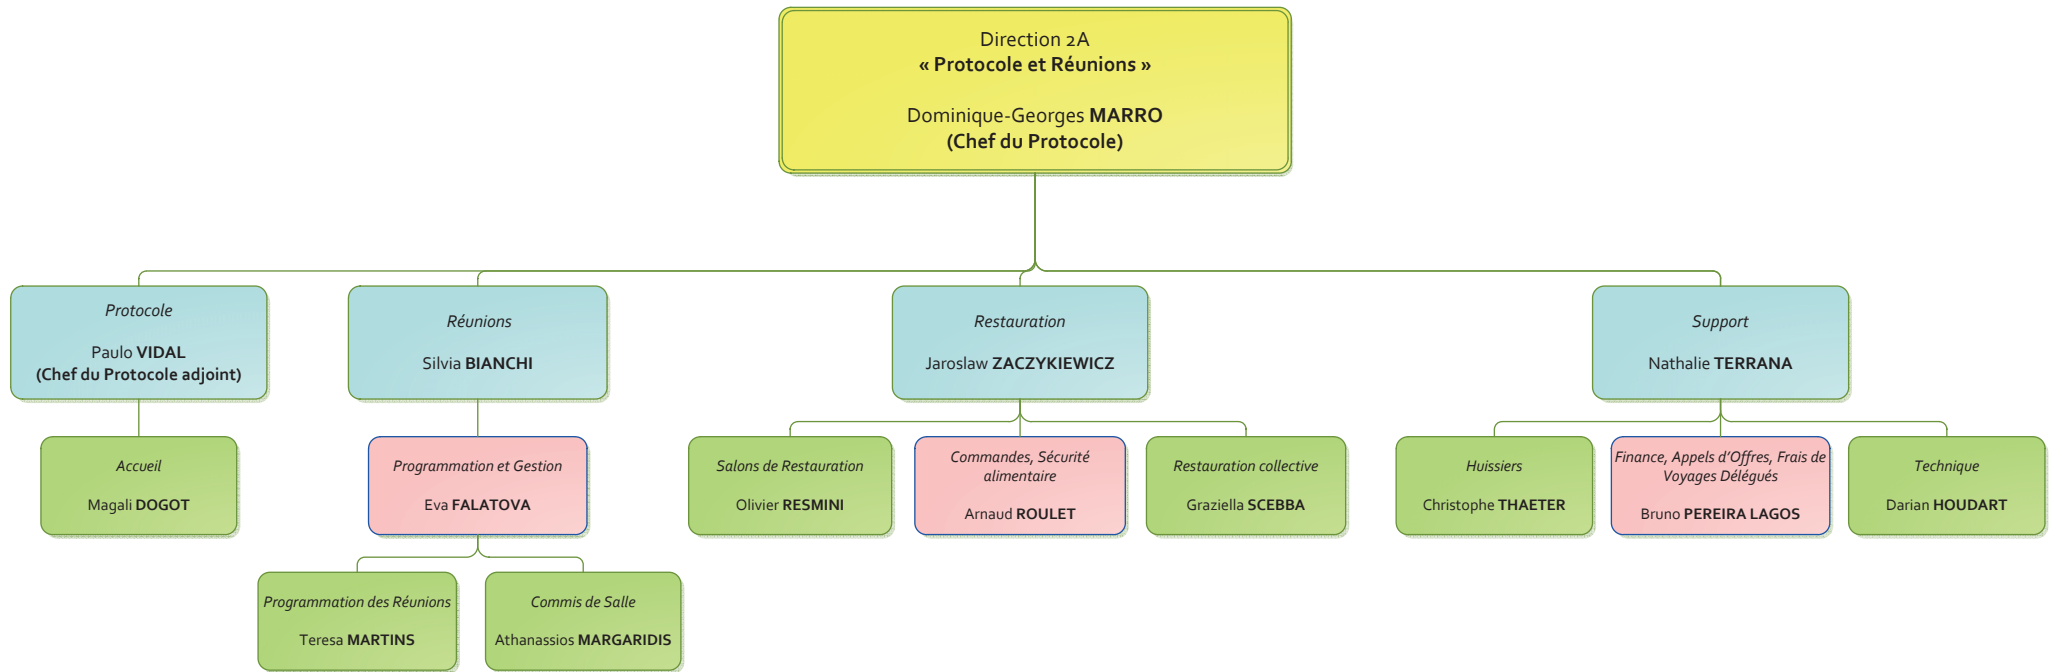 Direction 2A
« Protocole et Réunions »
Dominique-Georges MARRO
(Chef du Protocole)
Protocole
Paulo VIDAL
(Chef du Protocole adjoint)
Réunions
Silvia BIANCHI
Restauration
Jaroslaw ZACZYKIEWICZ
Support
Nathalie TERRANA
Accueil
Magali DOGOT
Programmation et Gestion
Eva FALATOVA
Salons de Restauration
Olivier RESMINI
Commandes, Sécurité
alimentaire
Arnaud ROULET
Restauration collective
Graziella SCEBBA
Huissiers
Christophe THAETER
Finance, Appels d’Offres, Frais de
Voyages Délégués
Bruno PEREIRA LAGOS
Technique
Darian HOUDART
Programmation des Réunions
Teresa MARTINS
Commis de Salle
Athanassios MARGARIDIS